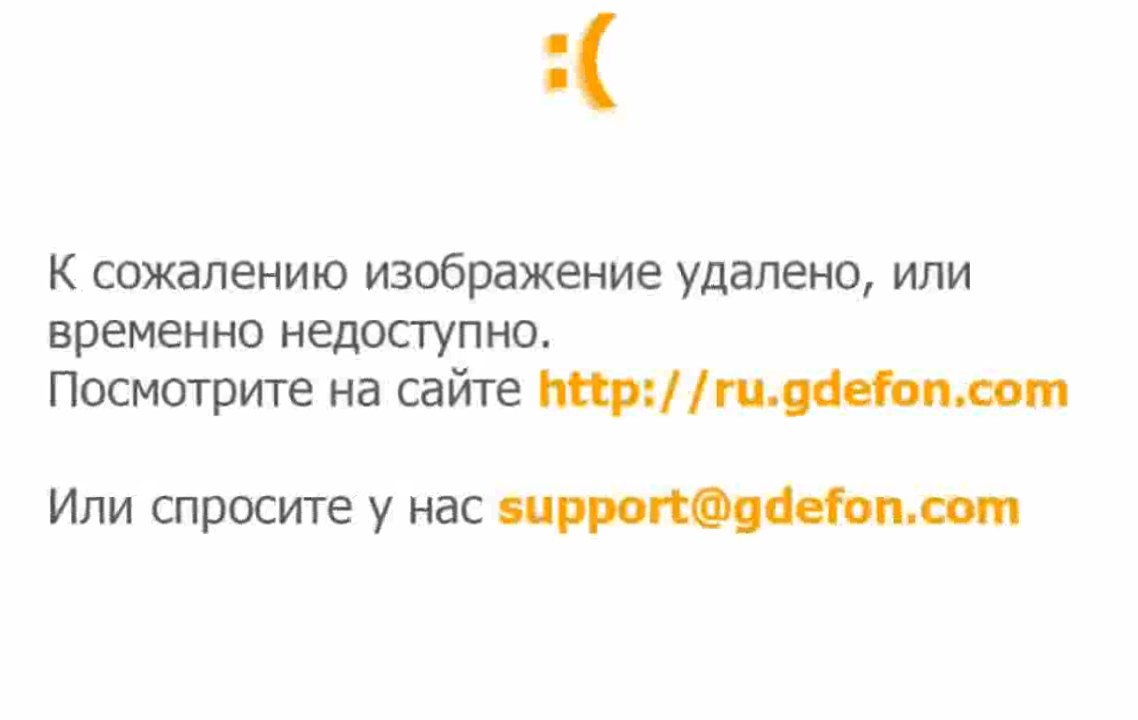 :(
К сожалению изображение удалено, или
временно недоступно.
Посмотрите на сайте http://ru.gdefon.com
Или спросите у нас support@gdefon.com